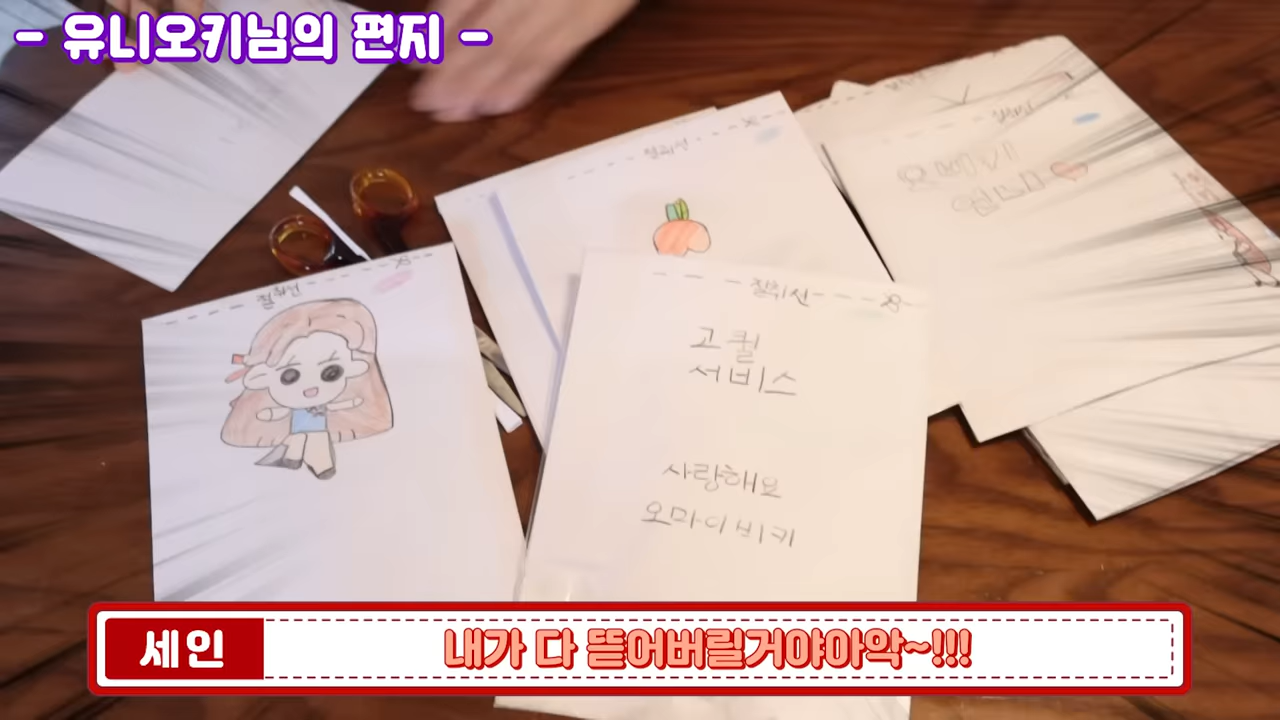 - 유니오키님의 편지 -
절취선
절취선
절취선
고퀄
서비스
사랑해요
오마이비키
세인
내가 다 뜯어버릴거야아악~!!!